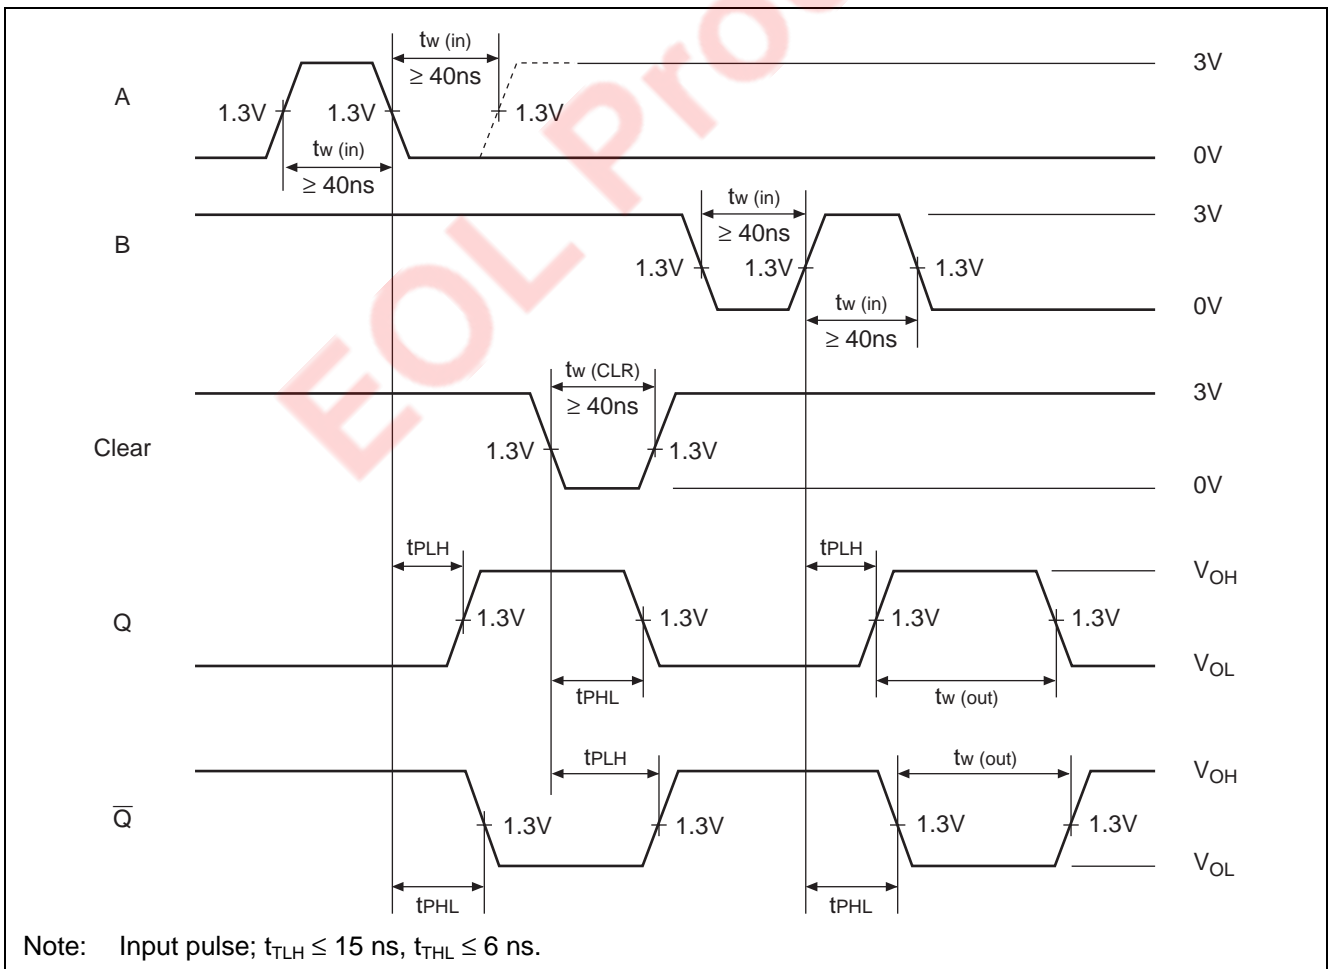 tw (in)
≥ 40ns
3V
A
1.3V
1.3V
1.3V
tw (in)
≥ 40ns
0V
tw (in)
≥ 40ns
3V
B
1.3V
1.3V
1.3V
tw (in)
≥ 40ns
0V
tw (CLR)
≥ 40ns
3V
Clear
1.3V
1.3V
0V
tPLH
tPLH
VOH
Q
1.3V
1.3V
1.3V
1.3V
VOL
tPHL
tw (out)
tPLH
tw (out)
VOH
Q̅
1.3V
1.3V
1.3V
1.3V
VOL
tPHL
tPHL
Note: Input pulse; tTLH ≤ 15 ns, tTHL ≤ 6 ns.
EOL